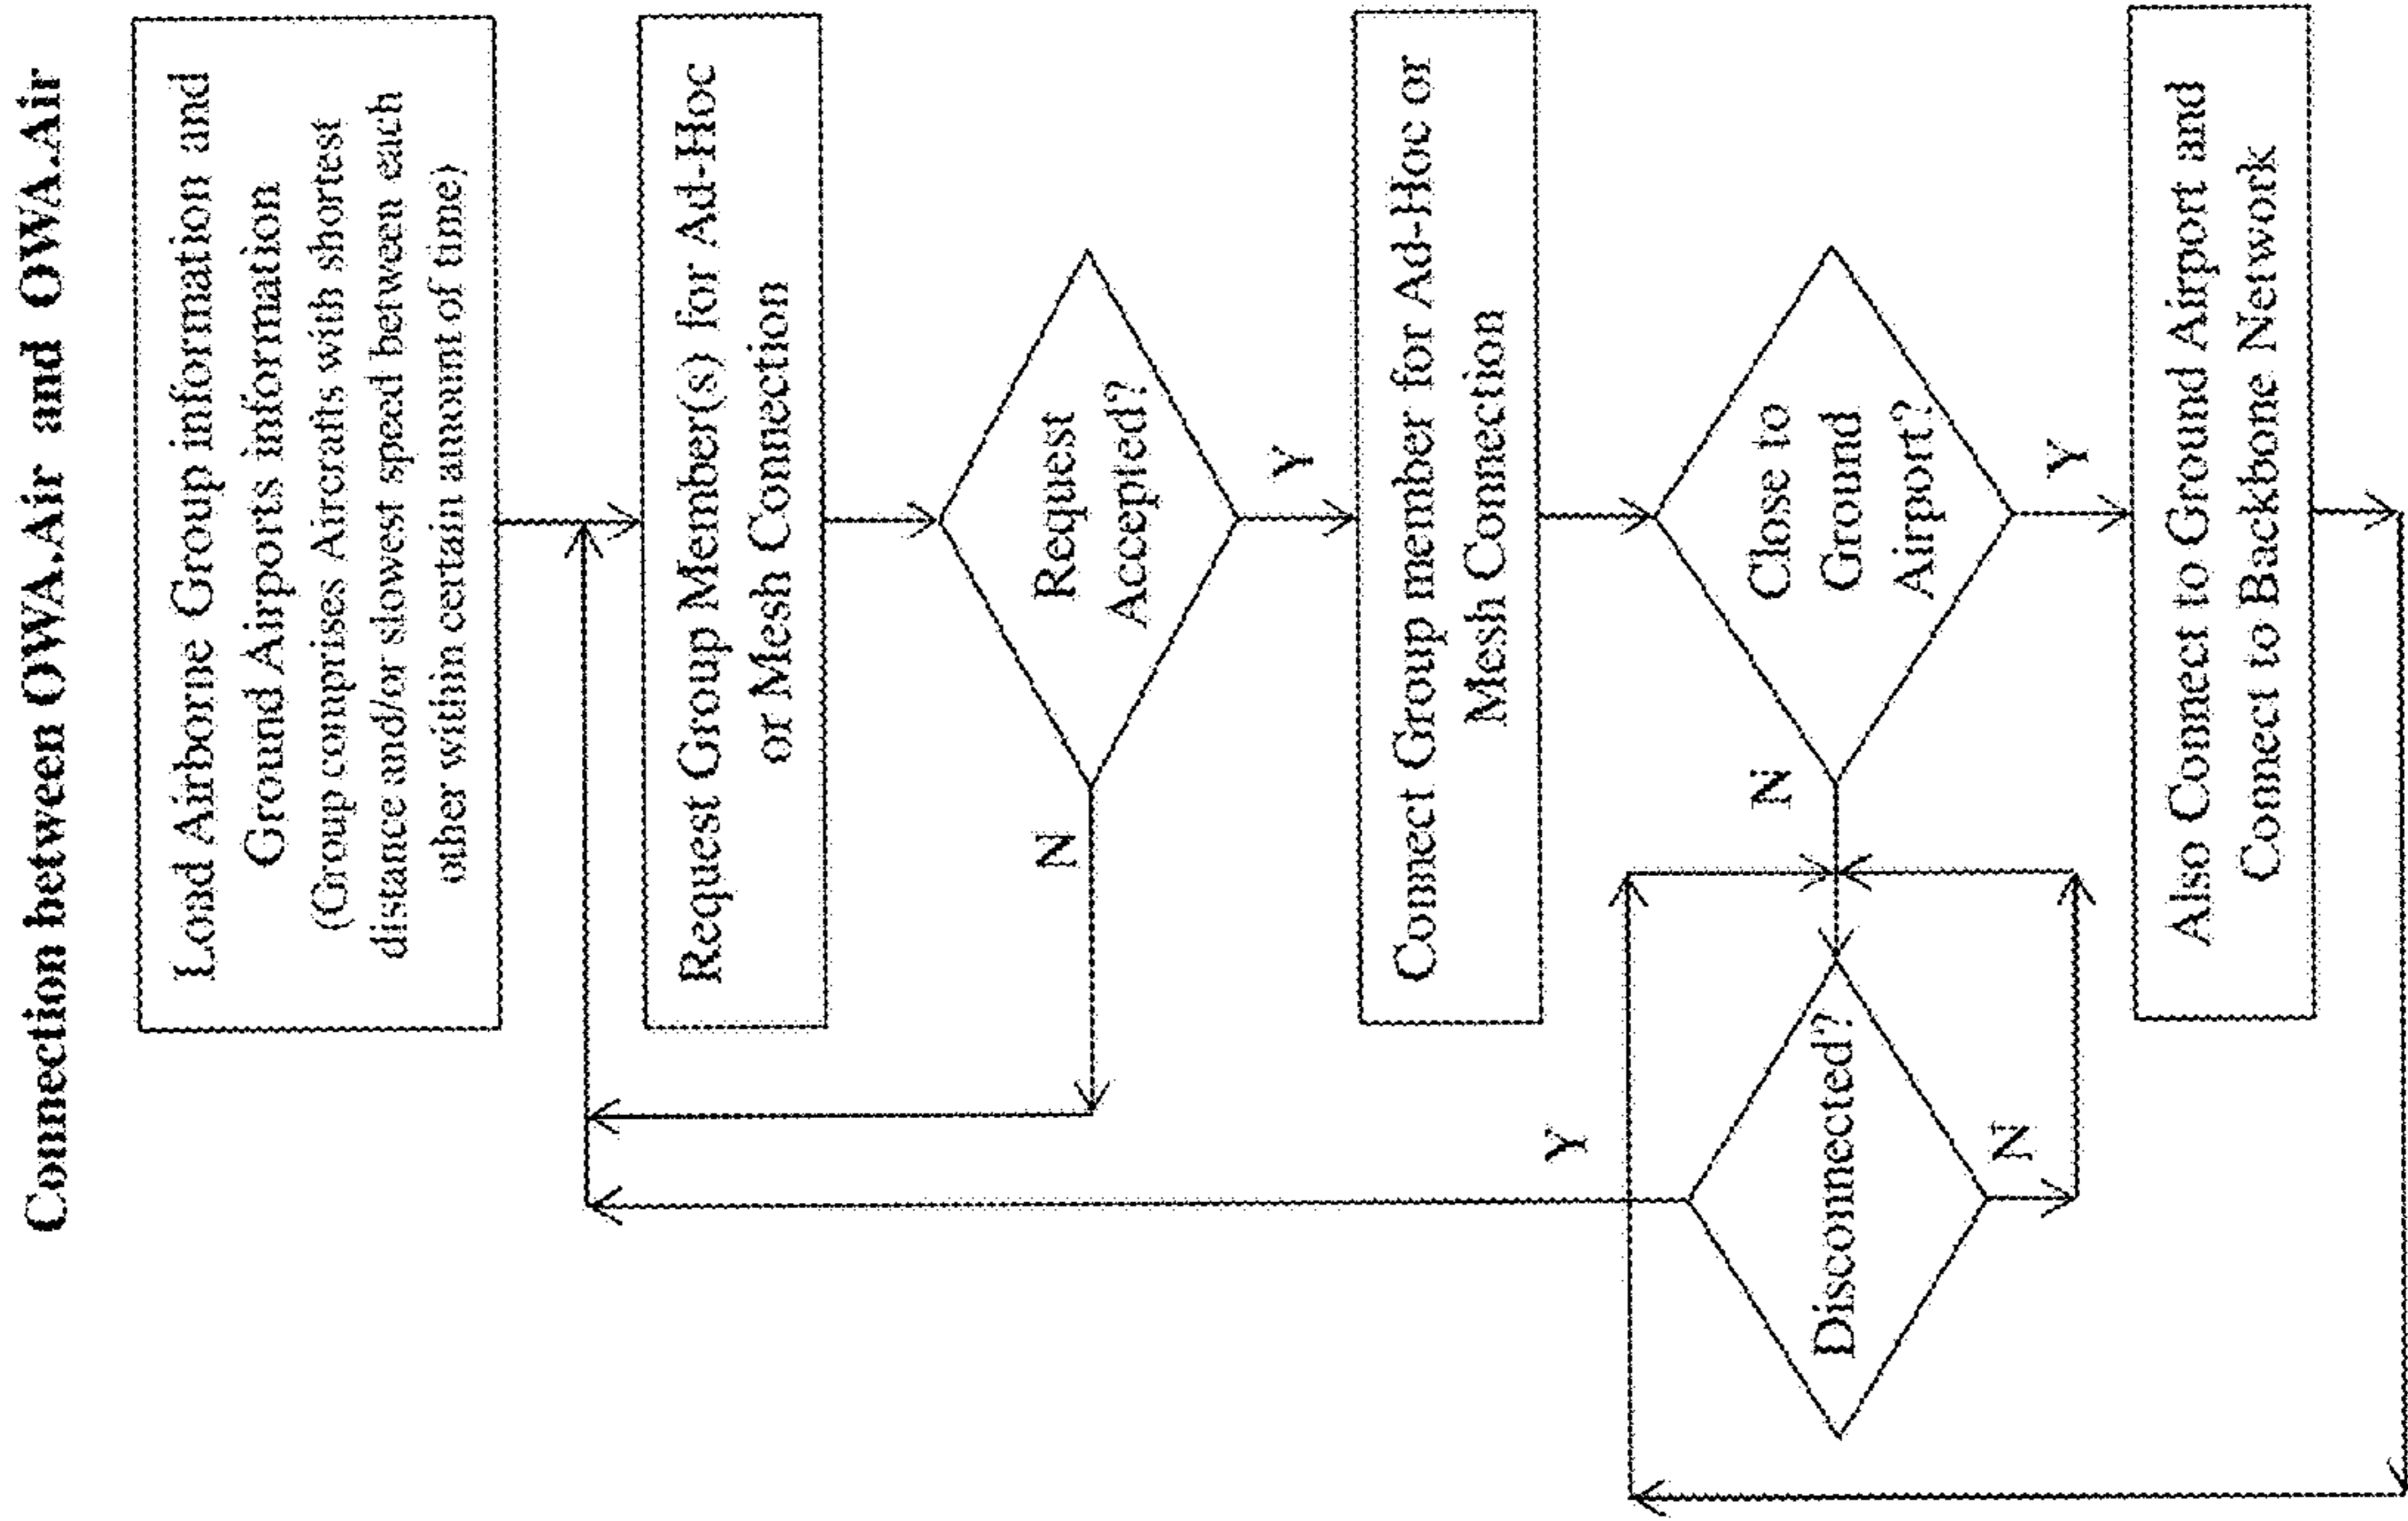 Connection between OWA.Air and OWA.Air
Load Airborne Group information and
Ground Airports information
(Group comprises Aircrafts with shortest
distance and/or slowest speed between each
other within certain amount of time)
Request Group Member(s) for Ad-Hoc
or Mesh Connection
Request
Accepted?
N
Y
Connect Group member for Ad-Hoc or
Mesh Connection
Close to
Ground
Airport?
N
Y
Disconnected?
Y
N
Also Connect to Ground Airport and
Connect to Backbone Network